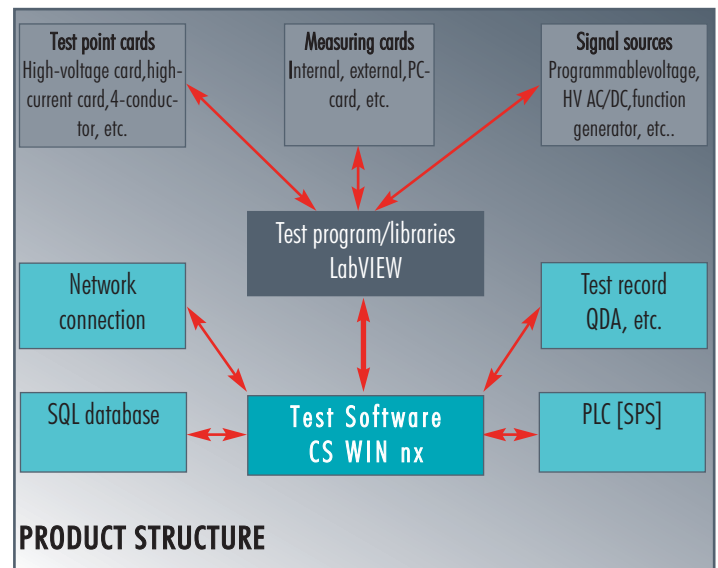 Test point cards
High-voltage card,high-
current card,4-conduc-
tor, etc.
Measuring cards
Internal, external,PC-
card, etc.
Signal sources
Programmablevoltage,
HV AC/DC,function
generator, etc..
Test program/libraries
LabVIEW
Network
connection
Test record
QDA, etc.
SQL database
Test Software
CS WIN nx
PLC [SPS]
PRODUCT STRUCTURE